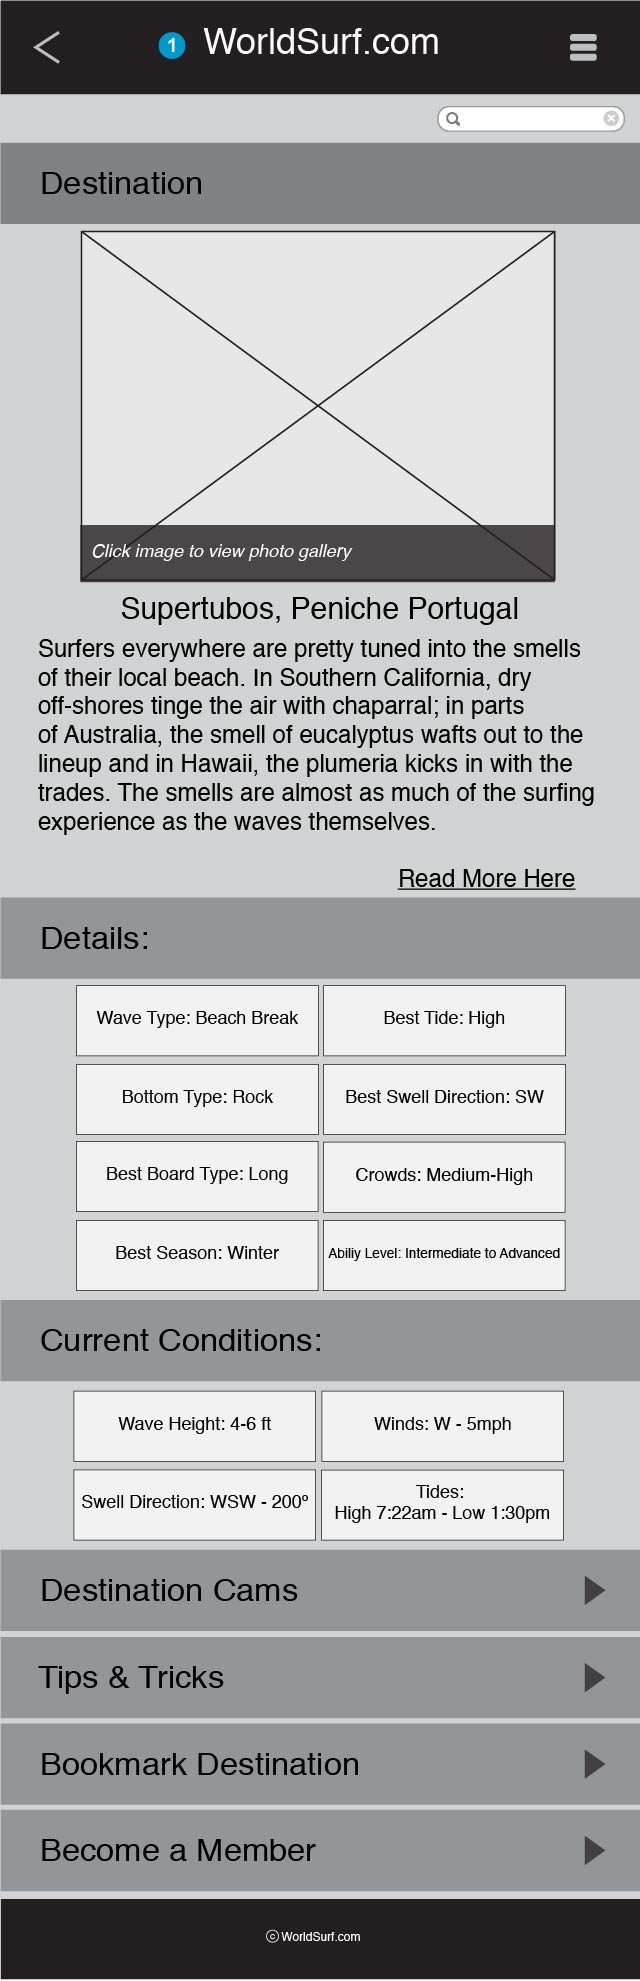 1 WorldSurf.com
Destination
Click image to view photo gallery
Supertubos, Peniche Portugal
Surfers everywhere are pretty tuned into the smells
of their local beach. In Southern California, dry
off-shores tinge the air with chaparral; in parts
of Australia, the smell of eucalyptus wafts out to the
lineup and in Hawaii, the plumeria kicks in with the
trades. The smells are almost as much of the surfing
experience as the waves themselves.
Read More Here
Details:
Wave Type: Beach Break
Best Tide: High
Bottom Type: Rock
Best Swell Direction: SW
Best Board Type: Long
Crowds: Medium-High
Best Season: Winter
Abiliy Level: Intermediate to Advanced
Current Conditions:
Wave Height: 4-6 ft
Winds: W - 5mph
Swell Direction: WSW - 200º
Tides:
High 7:22am - Low 1:30pm
Destination Cams
Tips & Tricks
Bookmark Destination
Become a Member
© WorldSurf.com